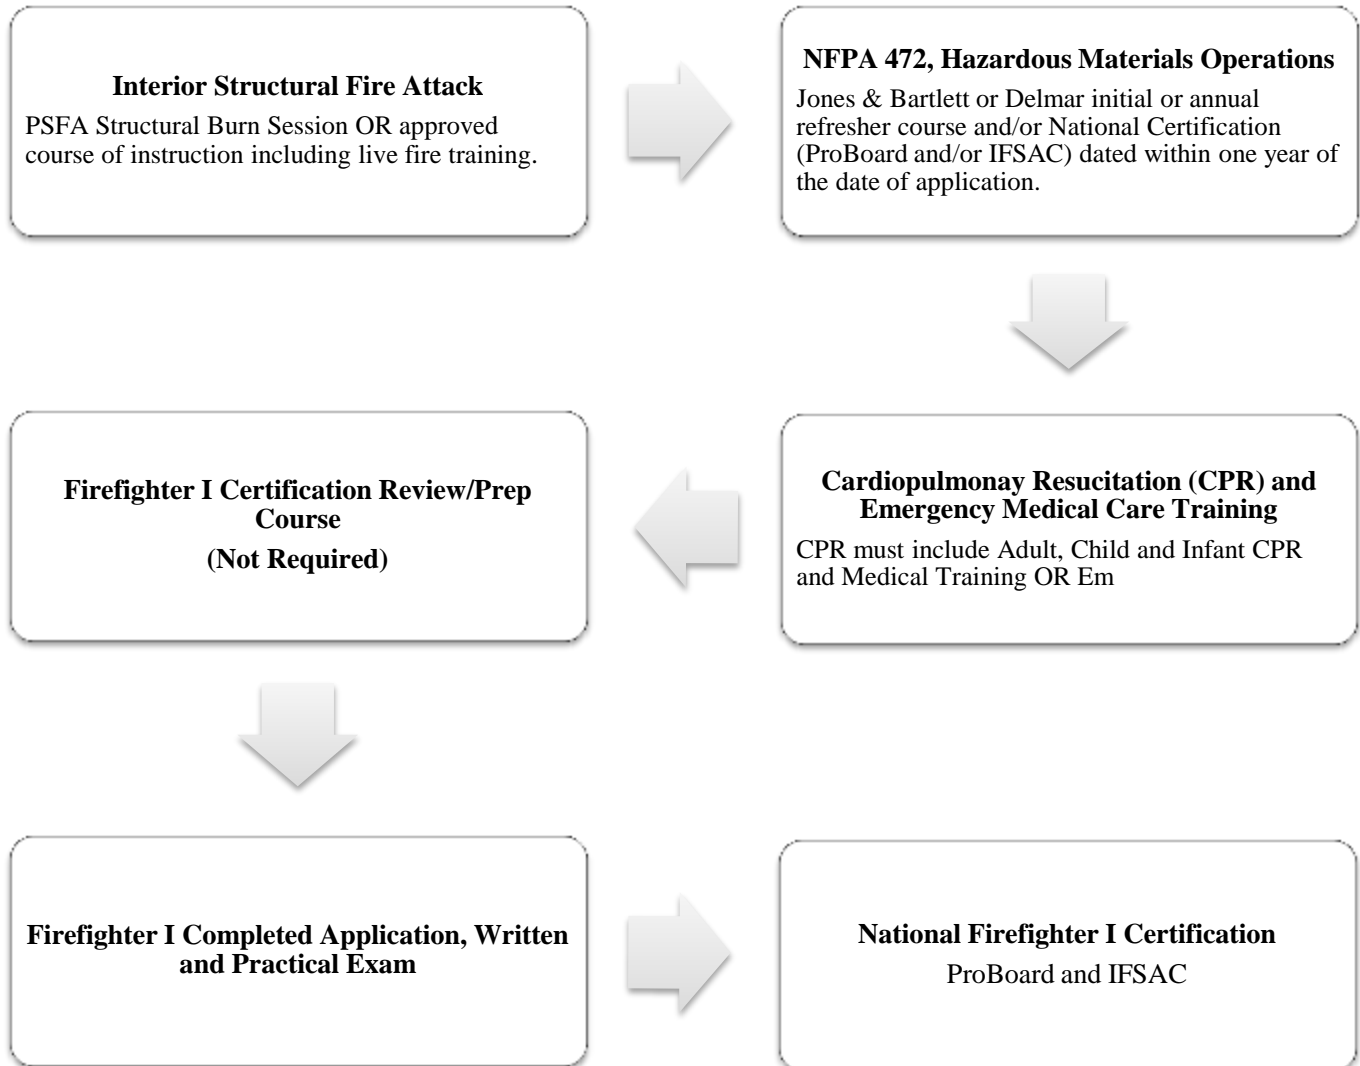 Interior Structural Fire Attack
PSFA Structural Burn Session OR approved
course of instruction including live fire training.
NFPA 472, Hazardous Materials Operations
Jones & Bartlett or Delmar initial or annual
refresher course and/or National Certification
(ProBoard and/or IFSAC) dated within one year of
the date of application.
Cardiopulmonay Resucitation (CPR) and
Emergency Medical Care Training
CPR must include Adult, Child and Infant CPR
and Medical Training OR Em
Firefighter I Certification Review/Prep
Course
(Not Required)
Firefighter I Completed Application, Written
and Practical Exam
National Firefighter I Certification
ProBoard and IFSAC